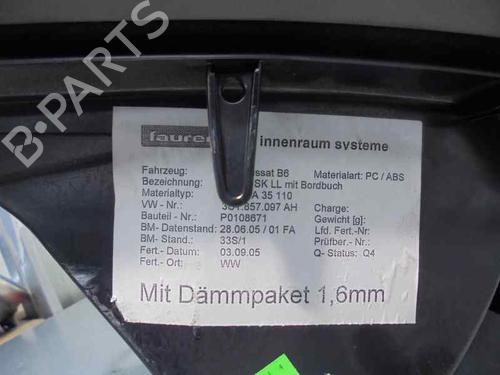 B-PARTS
innenraum systeme
Fahrzeug: B6 Materialart: PC / ABS
Bezeichnung: SK LL mit Bordbuch
Materialtyp: A 35 110
VW - Nr.: 857.097 AH Charge:
Bauteil - Nr.: P0108671 Gewicht [g]:
BM- Datenstand: 28.06.05 / 01 FA Lfd. Fert.-Nr:
BM- Stand.: 33S/1 Prüfber.- Nr.:
Fert.- Datum: 03.09.05 Q- Status: Q4
Fert.- Ort: WW
Mit Dämmpaket 1,6mm